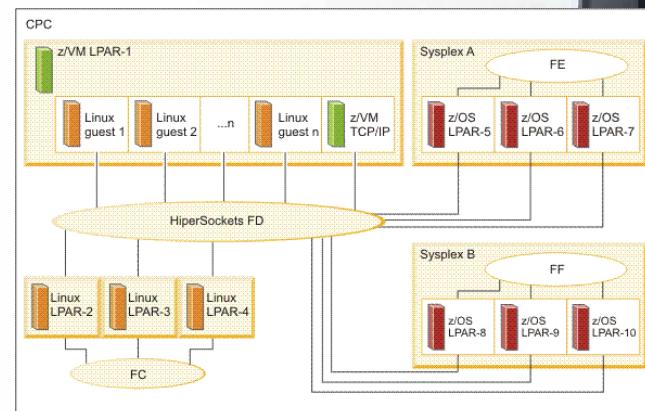 CPC
z/VM LPAR-1
Linux
guest 1
Linux
guest 2
...n
Linux
guest n
z/VM
TCP/IP
Sysplex A
FE
z/OS
LPAR-5
z/OS
LPAR-6
z/OS
LPAR-7
HiperSockets FD
Linux
LPAR-2
Linux
LPAR-3
Linux
LPAR-4
FC
Sysplex B
FF
z/OS
LPAR-8
z/OS
LPAR-9
z/OS
LPAR-10